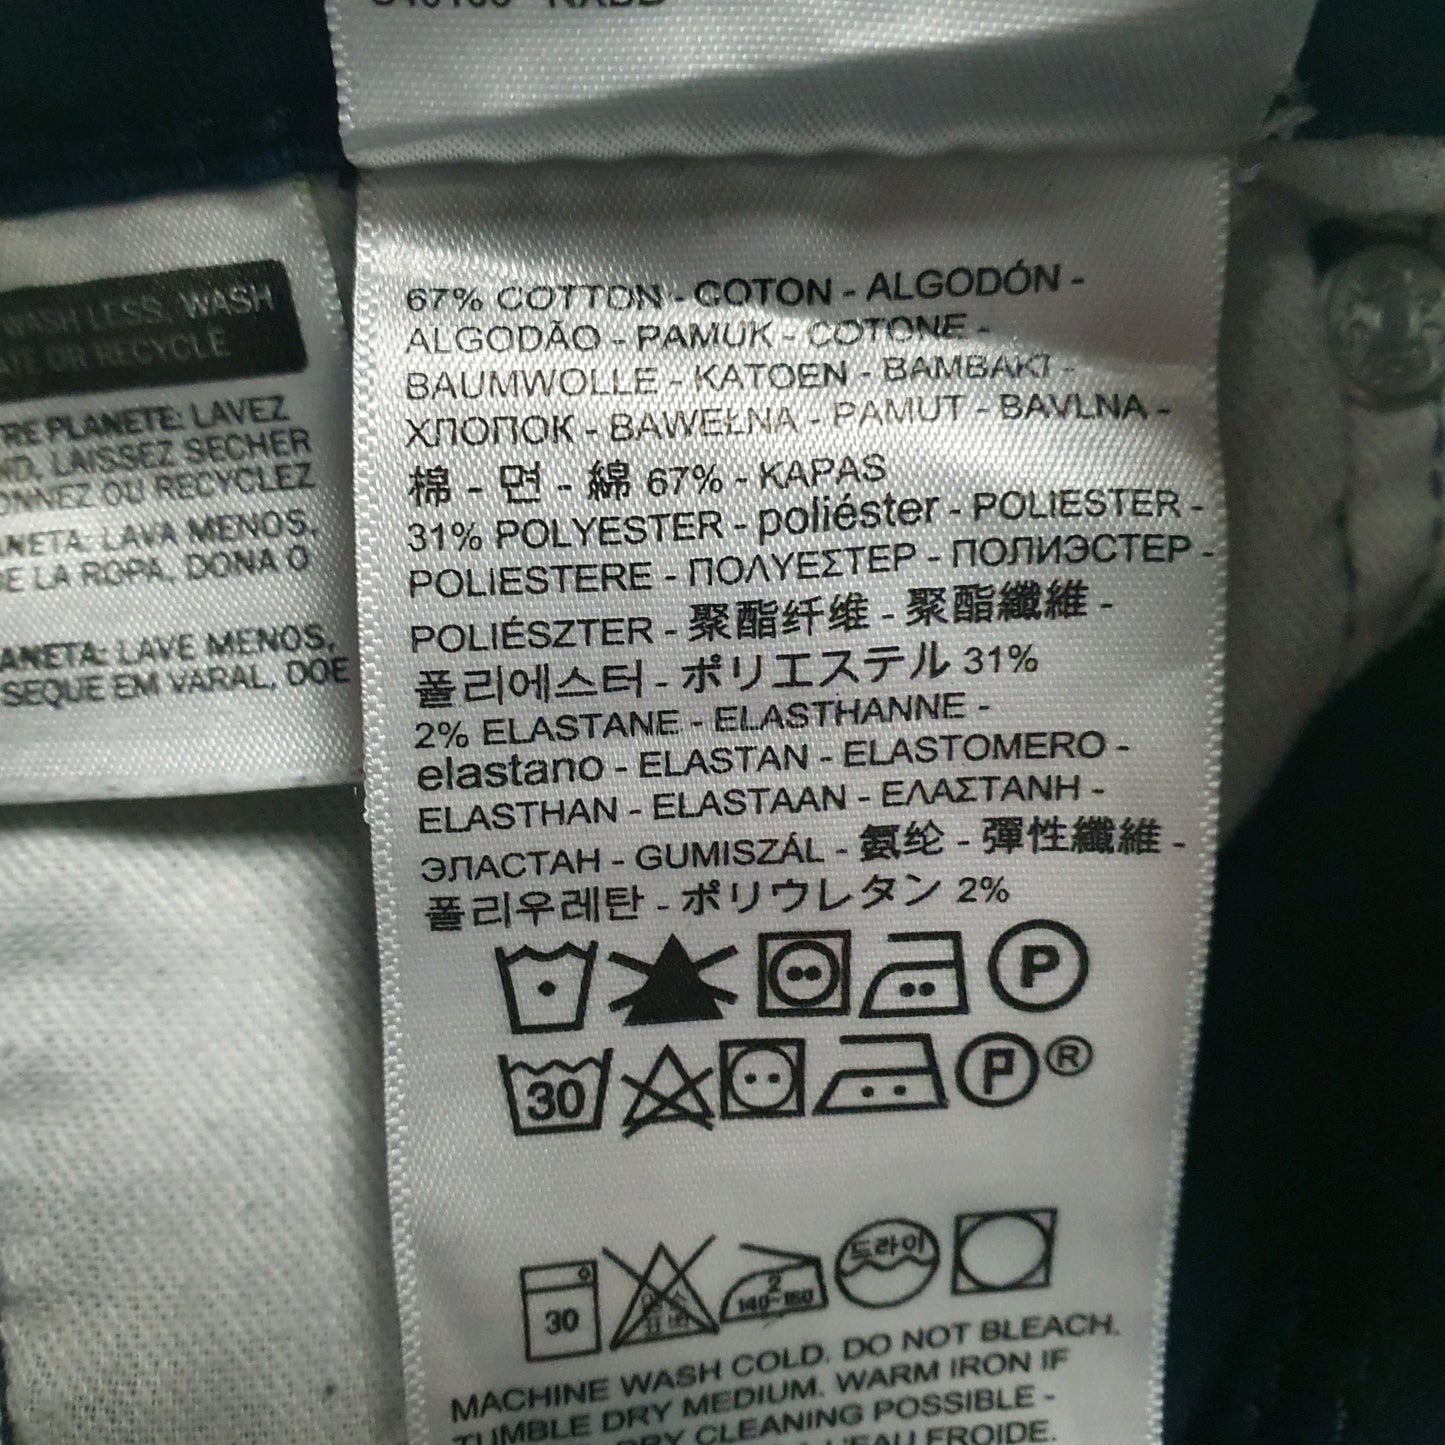 WASH LESS, WASH
OR RECYCLE
PLANETE: LAVEZ
LAISSEZ SECHER
OU RECYCLEZ
LAVA MENOS,
DE LA ROPA, DONA O
LAVE MENOS,
SEQUE EM VARAL, DOE
67% COTTON - COTON - ALGODÓN -
ALGODÃO - PAMUK - COTONE -
BAUMWOLLE - KATOEN - BAMBAKI -
ХЛОПОК - BAWEŁNA - PAMUT - BAVLNA -
棉 - 면 - 綿 67% - KAPAS
31% POLYESTER - poliéster - POLIESTER -
POLIESTERE - ΠΟΛΥΕΣΤΕΡ - ПОЛИЭСТЕР -
POLIÉSZTER - 聚酯纤维 - 聚酯纖維 -
폴리에스터 - ポリエステル 31%
2% ELASTANE - ELASTHANNE -
elastano - ELASTAN - ELASTOMERO -
ELASTHAN - ELASTAAN - ΕΛΑΣΤΑΝΗ -
ЭЛАСТАН - GUMISZÁL - 氨纶 - 彈性纖維 -
폴리우레탄 - ポリウレタン 2%
P
30 P ®
30 2 140~160 드라이
MACHINE WASH COLD. DO NOT BLEACH.
TUMBLE DRY MEDIUM. WARM IRON IF
DRY CLEANING POSSIBLE -
L'EAU FROIDE.